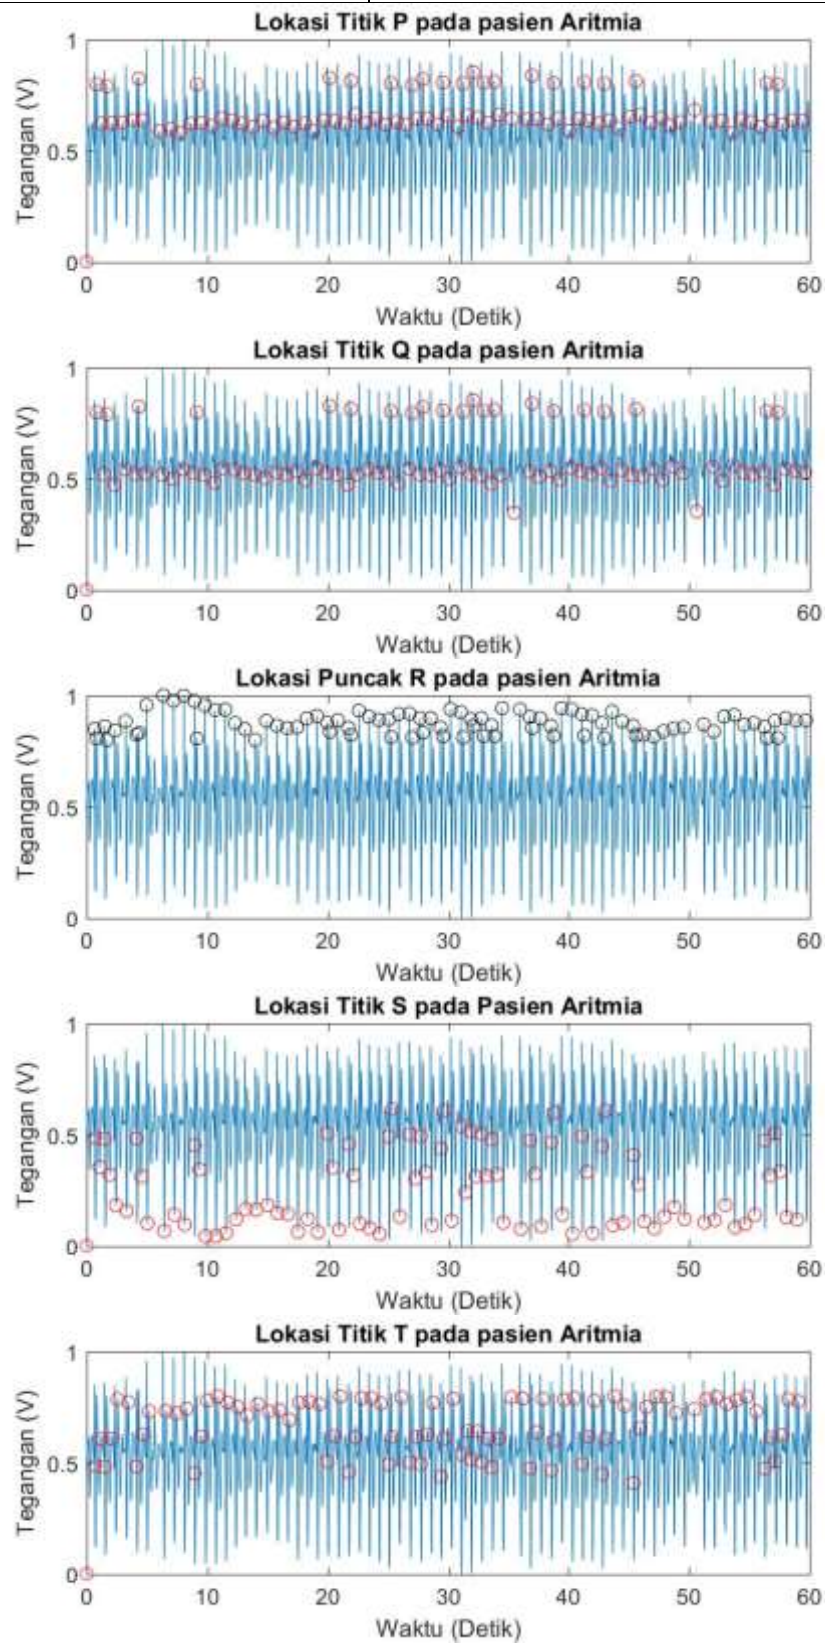 Lokasi Titik P pada pasien Aritmia
Tegangan (V)
1
0.5
0
0 10 20 30 40 50 60
Waktu (Detik)
Lokasi Titik Q pada pasien Aritmia
Tegangan (V)
1
0.5
0
0 10 20 30 40 50 60
Waktu (Detik)
Lokasi Puncak R pada pasien Aritmia
Tegangan (V)
1
0.5
0
0 10 20 30 40 50 60
Waktu (Detik)
Lokasi Titik S pada Pasien Aritmia
Tegangan (V)
1
0.5
0
0 10 20 30 40 50 60
Waktu (Detik)
Lokasi Titik T pada pasien Aritmia
Tegangan (V)
1
0.5
0
0 10 20 30 40 50 60
Waktu (Detik)